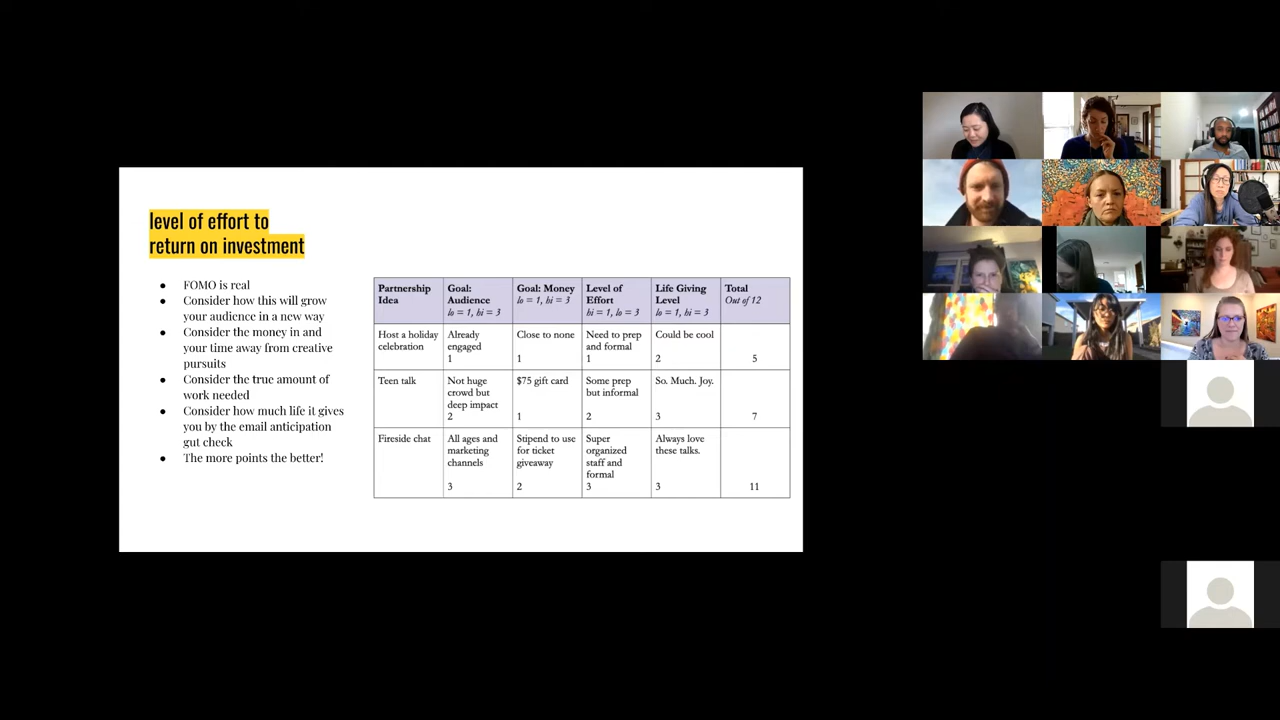 level of effort to
return on investment
● FOMO is real
● Consider how this will grow
your audience in a new way
● Consider the money in and
your time away from creative
pursuits
● Consider the true amount of
work needed
● Consider how much life it gives
you by the email anticipation
gut check
● The more points the better!
Partnership Idea | Goal: Audience lo = 1, hi = 3 | Goal: Money lo = 1, hi = 3 | Level of Effort hi = 1, lo = 3 | Life Giving Level lo = 1, hi = 3 | Total Out of 12
Host a holiday celebration | Already engaged 1 | Close to none 1 | Need to prep and formal 1 | Could be cool 2 | 5
Teen talk | Not huge crowd but deep impact 2 | $75 gift card 1 | Some prep but informal 2 | So. Much. Joy. 3 | 7
Fireside chat | All ages and marketing channels 3 | Stipend to use for ticket giveaway 2 | Super organized staff and formal 3 | Always love these talks. 3 | 11